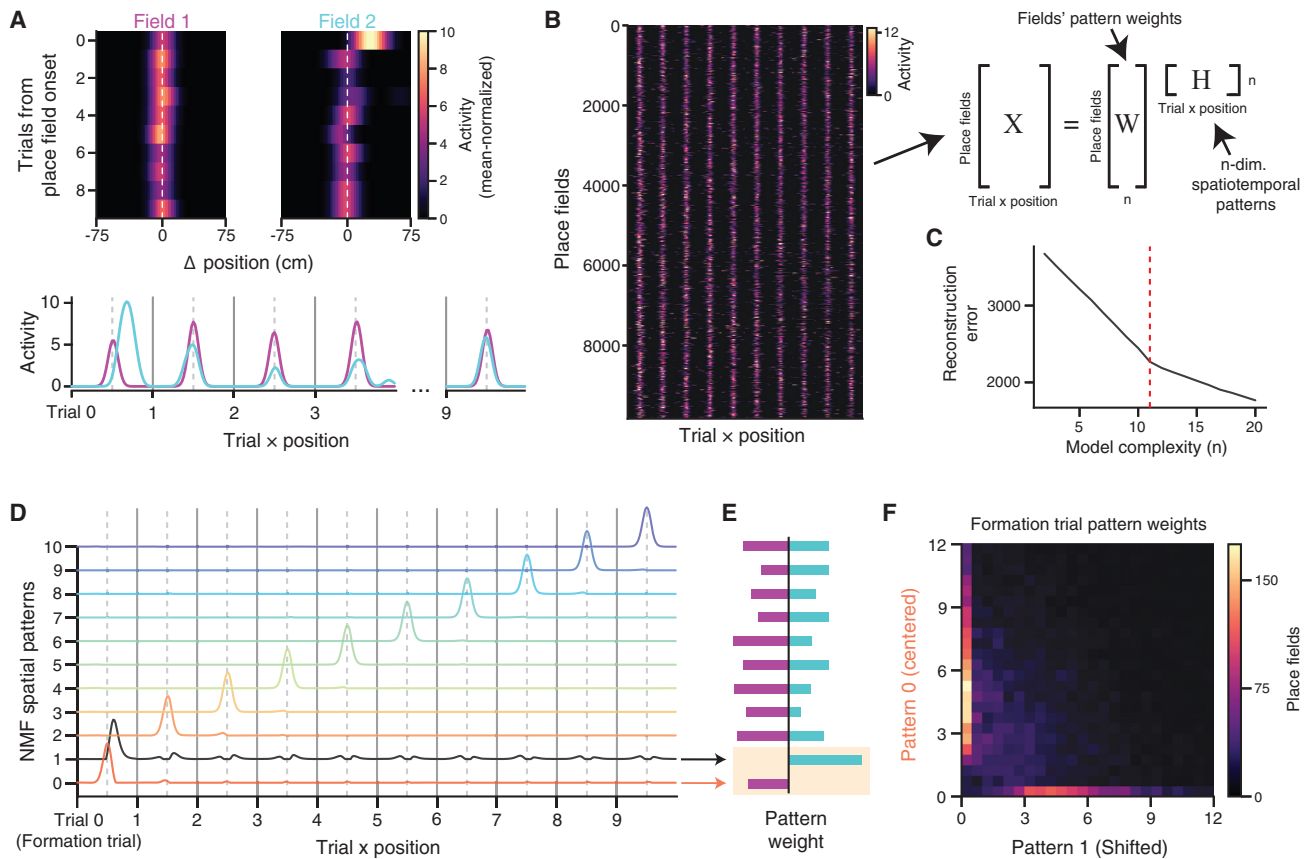 A
Field 1
Field 2
0
2
4
6
8
Trials from
place field onset
-75
0
75
-75
0
75
Δ position (cm)
10
8
6
4
2
0
Activity
(mean-normalized)
10
5
0
Activity
Trial 0
1
2
3
...
9
Trial × position
B
0
2000
4000
6000
8000
Place fields
Trial × position
12
0
Activity
Fields' pattern weights
Place fields
X
Trial x position
=
Place fields
W
n
H
n
Trial x position
n-dim.
spatiotemporal
patterns
C
Reconstruction
error
3000
2000
5
10
15
20
Model complexity (n)
D
NMF spatial patterns
10
9
8
7
6
5
4
3
2
1
0
Trial 0
(Formation trial)
1
2
3
4
5
6
7
8
9
Trial x position
E
Pattern
weight
F
Formation trial pattern weights
12
9
6
3
0
Pattern 0 (centered)
0
3
6
9
12
Pattern 1 (Shifted)
150
75
0
Place fields